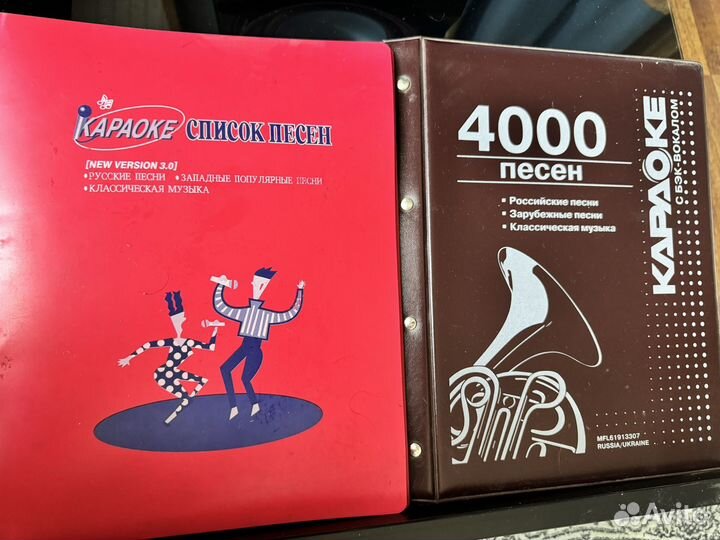 КАРАОКЕ СПИСОК ПЕСЕН
[NEW VERSION 3.0]
•РУССКИЕ ПЕСНИ •ЗАПАДНЫЕ ПОПУЛЯРНЫЕ ПЕСНИ
•КЛАССИЧЕСКАЯ МУЗЫКА
4000
песен
▪ Российские песни
▪ Зарубежные песни
▪ Классическая музыка
КАРАОКЕ
С БЭК-ВОКАЛОМ
MFL61913307
RUSSIA/UKRAINE
Avito